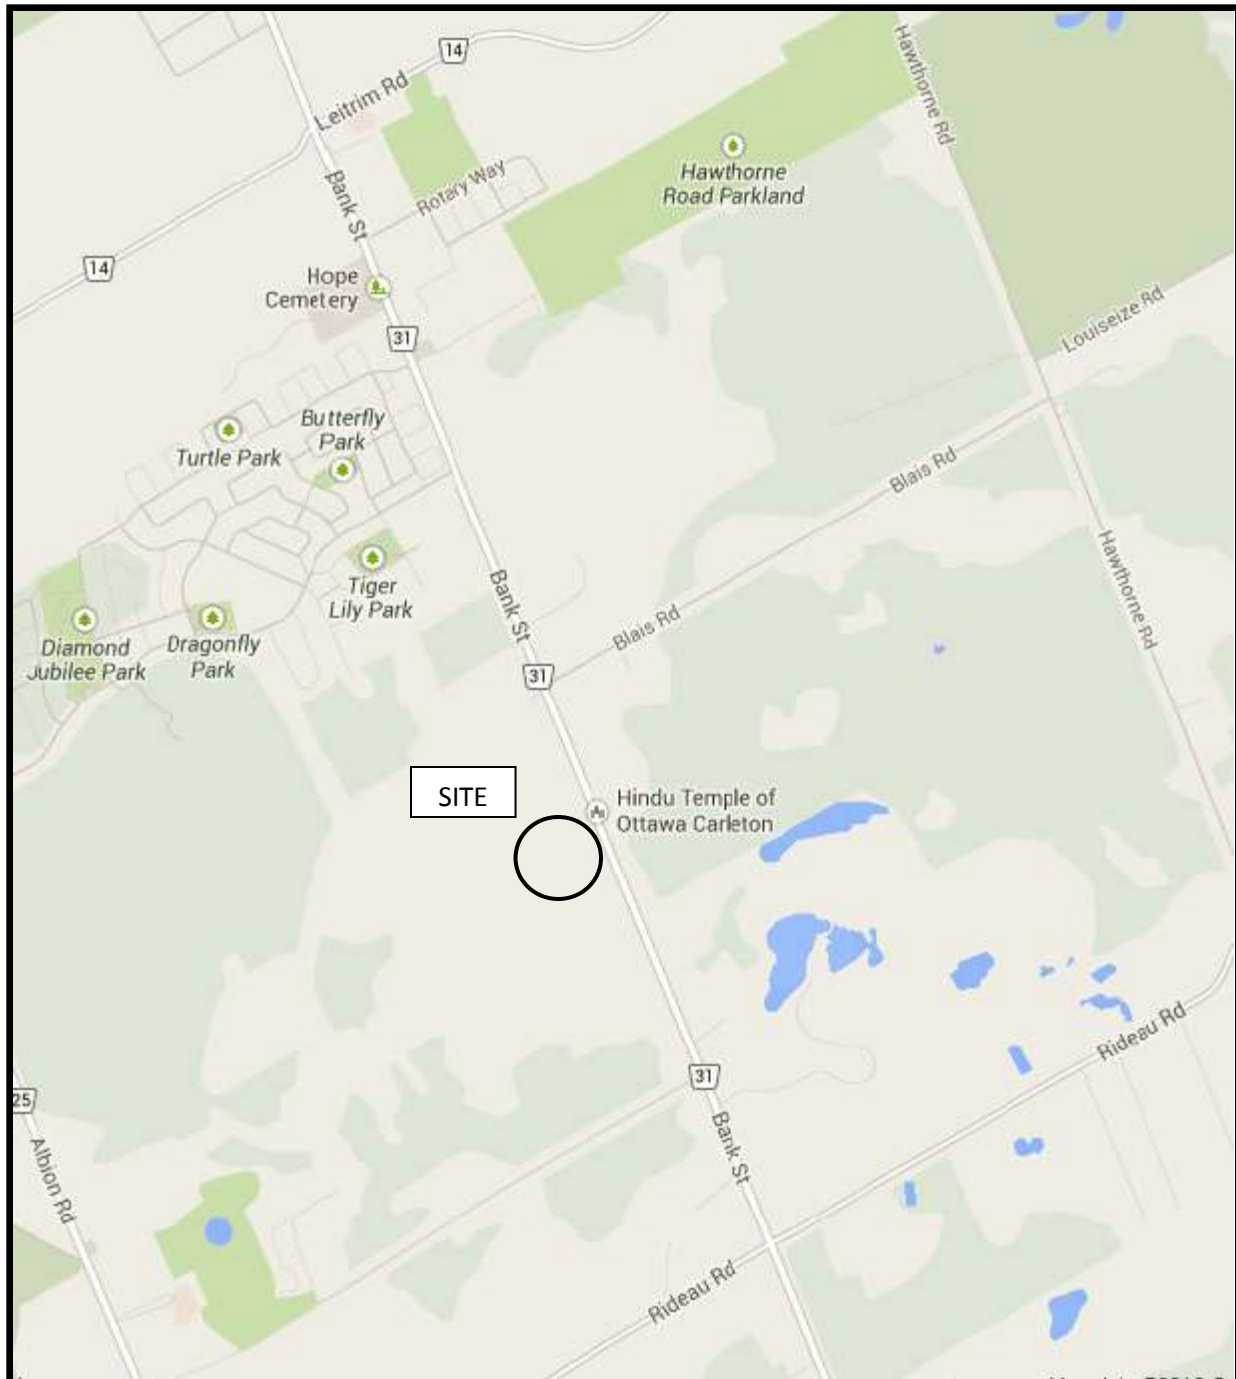 14
Hawthorne Rd
Leitrim Rd
Hawthorne
Road Parkland
Rotary Way
Bank St
14
Hope
Cemetery
31
Louiseize Rd
Butterfly
Park
Turtle Park
Blais Rd
Hawthorne Rd
Tiger
Lily Park
Bank St
Blais Rd
Diamond
Jubilee Park
Dragonfly
Park
31
SITE
Hindu Temple of
Ottawa Carleton
Rideau Rd
31
25
Bank St
Albion Rd
Rideau Rd